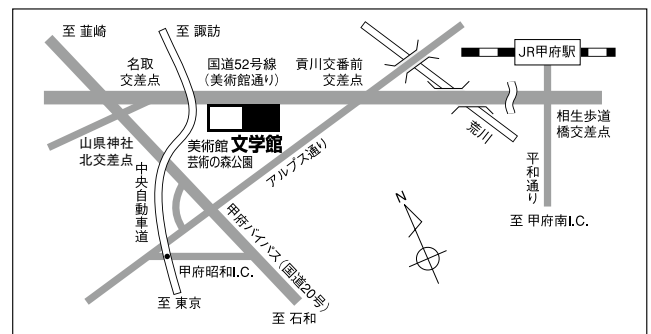 至 韮崎
至 諏訪
名取
交差点
国道52号線
(美術館通り)
貢川交番前
交差点
JR甲府駅
山県神社
北交差点
美術館
文学館
芸術の森公園
アルプス通り
荒川
相生歩道
橋交差点
平和通り
中央自動車道
甲府バイパス(国道20号)
至 甲府南I.C.
N
甲府昭和I.C.
至 東京
至 石和